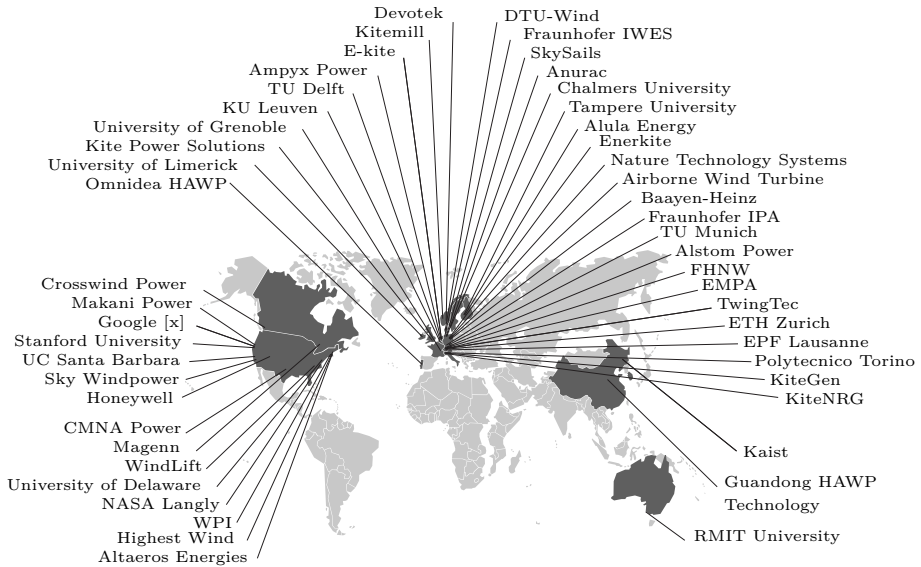 Devotek
Kitemill
E-kite
Ampyx Power
TU Delft
KU Leuven
University of Grenoble
Kite Power Solutions
University of Limerick
Omnidea HAWP
DTU-Wind
Fraunhofer IWES
SkySails
Anurac
Chalmers University
Tampere University
Alula Energy
Enerkite
Nature Technology Systems
Airborne Wind Turbine
Baayen-Heinz
Fraunhofer IPA
TU Munich
Alstom Power
FHNW
EMPA
TwingTec
ETH Zurich
EPF Lausanne
Polytecnico Torino
KiteGen
KiteNRG
Crosswind Power
Makani Power
Google [x]
Stanford University
UC Santa Barbara
Sky Windpower
Honeywell
CMNA Power
Magenn
WindLift
University of Delaware
NASA Langly
WPI
Highest Wind
Altaeros Energies
Kaist
Guandong HAWP
Technology
RMIT University